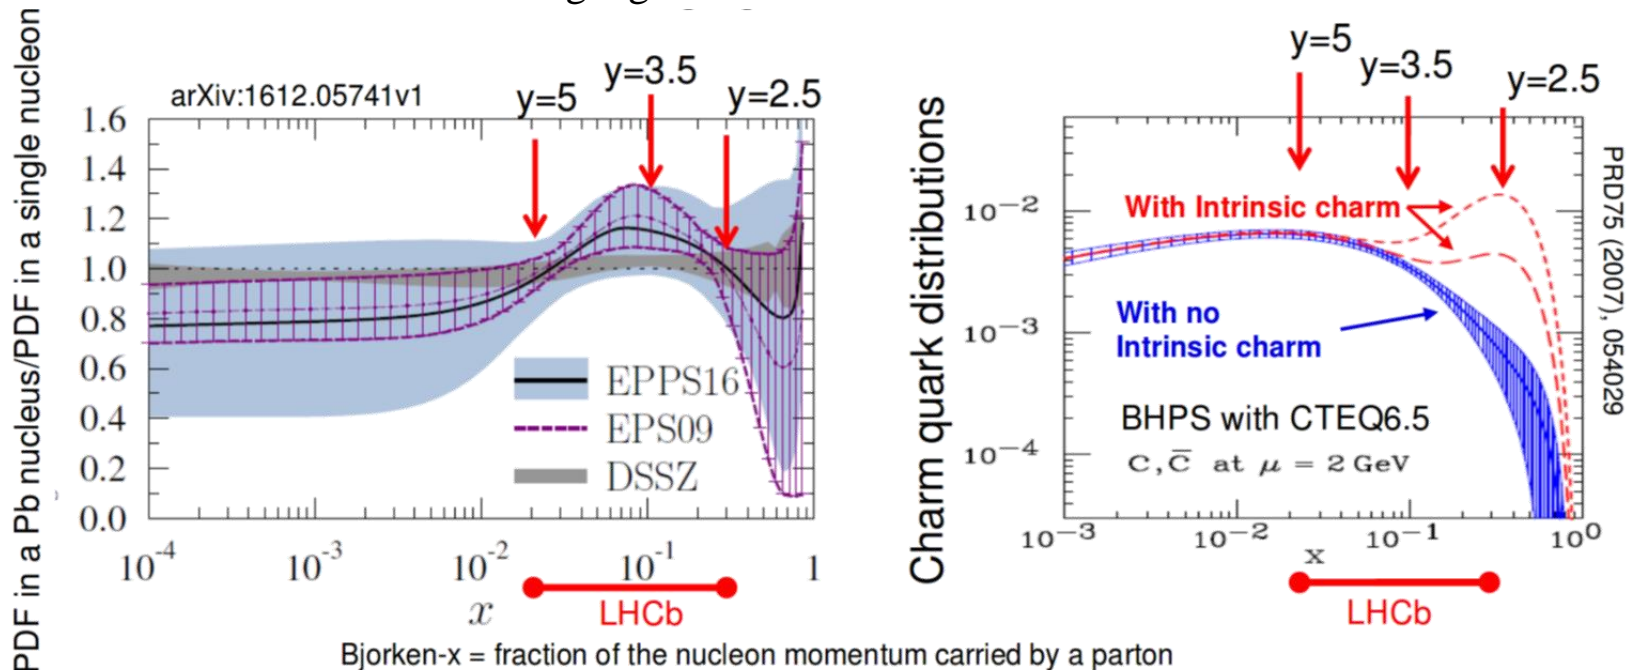 PDF in a Pb nucleus/PDF in a single nucleon
arXiv:1612.05741v1
y=5
y=3.5
y=2.5
1.6
1.4
1.2
1.0
0.8
0.6
0.4
0.2
0.0
EPPS16
EPS09
DSSZ
10^-4
10^-3
10^-2
10^-1
1
x
LHCb
Charm quark distributions
y=5
y=3.5
y=2.5
10^-2
10^-3
10^-4
With Intrinsic charm
With no
Intrinsic charm
BHPS with CTEQ6.5
C,C̅ at μ = 2 GeV
10^-3
10^-2
10^-1
10^0
x
LHCb
PRD75 (2007), 054029
Bjorken-x = fraction of the nucleon momentum carried by a parton